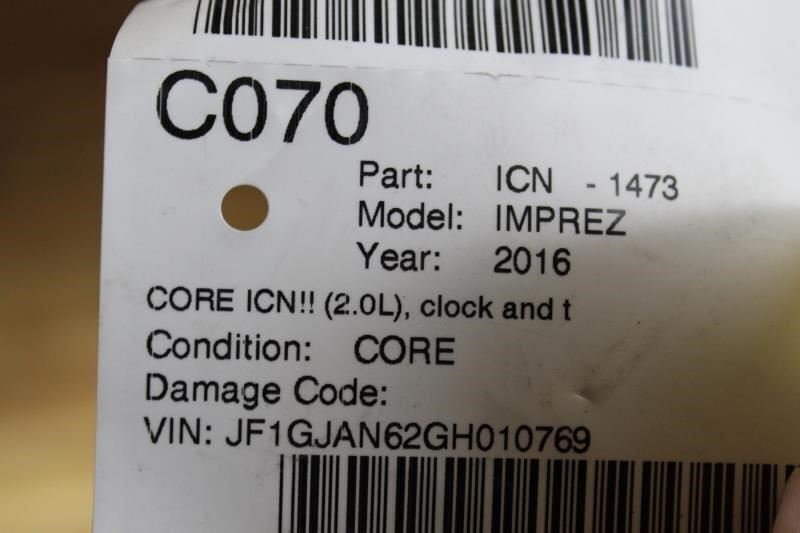 C070
Part: ICN - 1473
Model: IMPREZ
Year: 2016
CORE ICN!! (2.0L), clock and t
Condition: CORE
Damage Code:
VIN: JF1GJAN62GH010769